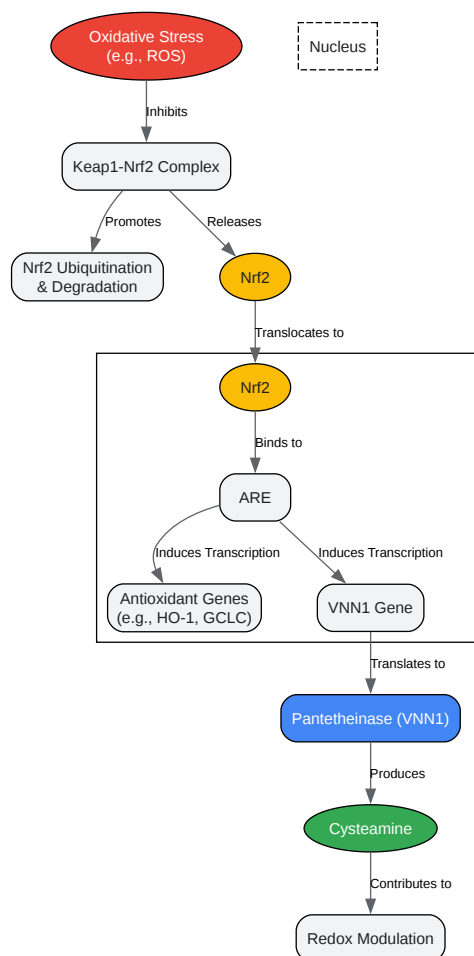 Oxidative Stress
(e.g., ROS)
Nucleus
Inhibits
Keap1-Nrf2 Complex
Promotes
Releases
Nrf2 Ubiquitination
& Degradation
Nrf2
Translocates to
Nrf2
Binds to
ARE
Induces Transcription
Induces Transcription
Antioxidant Genes
(e.g., HO-1, GCLC)
VNN1 Gene
Translates to
Pantetheinase (VNN1)
Produces
Cysteamine
Contributes to
Redox Modulation